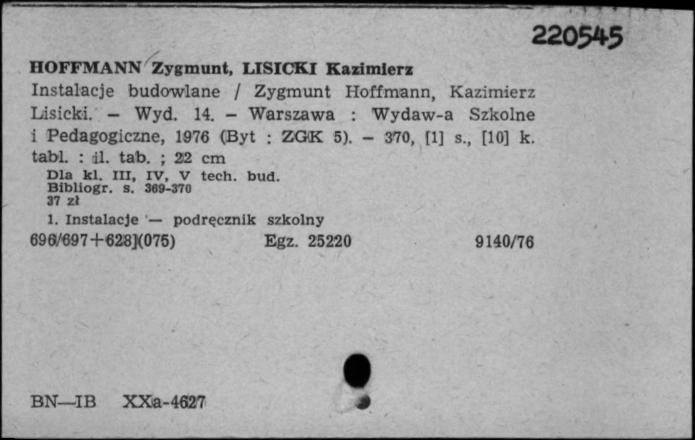 220545
HOFFMANN Zygmunt, LISICKI Kazimierz
Instalacje budowlane / Zygmunt Hoffmann, Kazimierz
Lisicki. — Wyd. 14. — Warszawa : Wydaw-a Szkolne
i Pedagogiczne, 1976 (Byt : ZGK 5). — 370, [1] s., [10] k.
tabl. : il. tab. ; 22 cm
Dla kl. III, IV, V tech. bud.
Bibliogr. s. 369-370
37 zł
1. Instalacje — podręcznik szkolny
696/697+628](075) Egz. 25220 9140/76
BN—IB XXa-4627